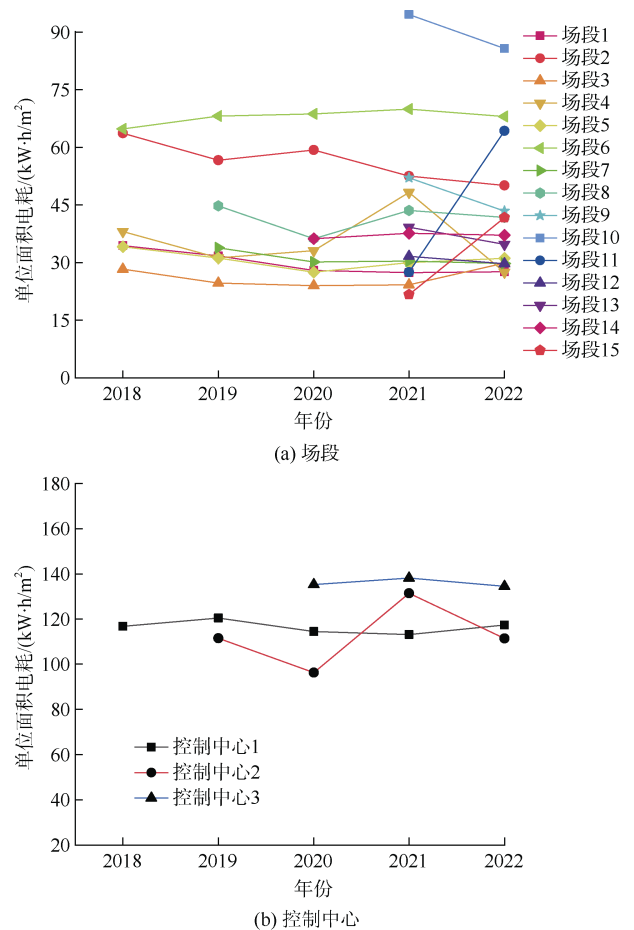 90
75
60
45
30
15
0
单位面积电耗/(kW·h/m²)
2018 2019 2020 2021 2022
年份
场段1
场段2
场段3
场段4
场段5
场段6
场段7
场段8
场段9
场段10
场段11
场段12
场段13
场段14
场段15
(a) 场段
180
160
140
120
100
80
60
40
20
单位面积电耗/(kW·h/m²)
控制中心1
控制中心2
控制中心3
2018 2019 2020 2021 2022
年份
(b) 控制中心